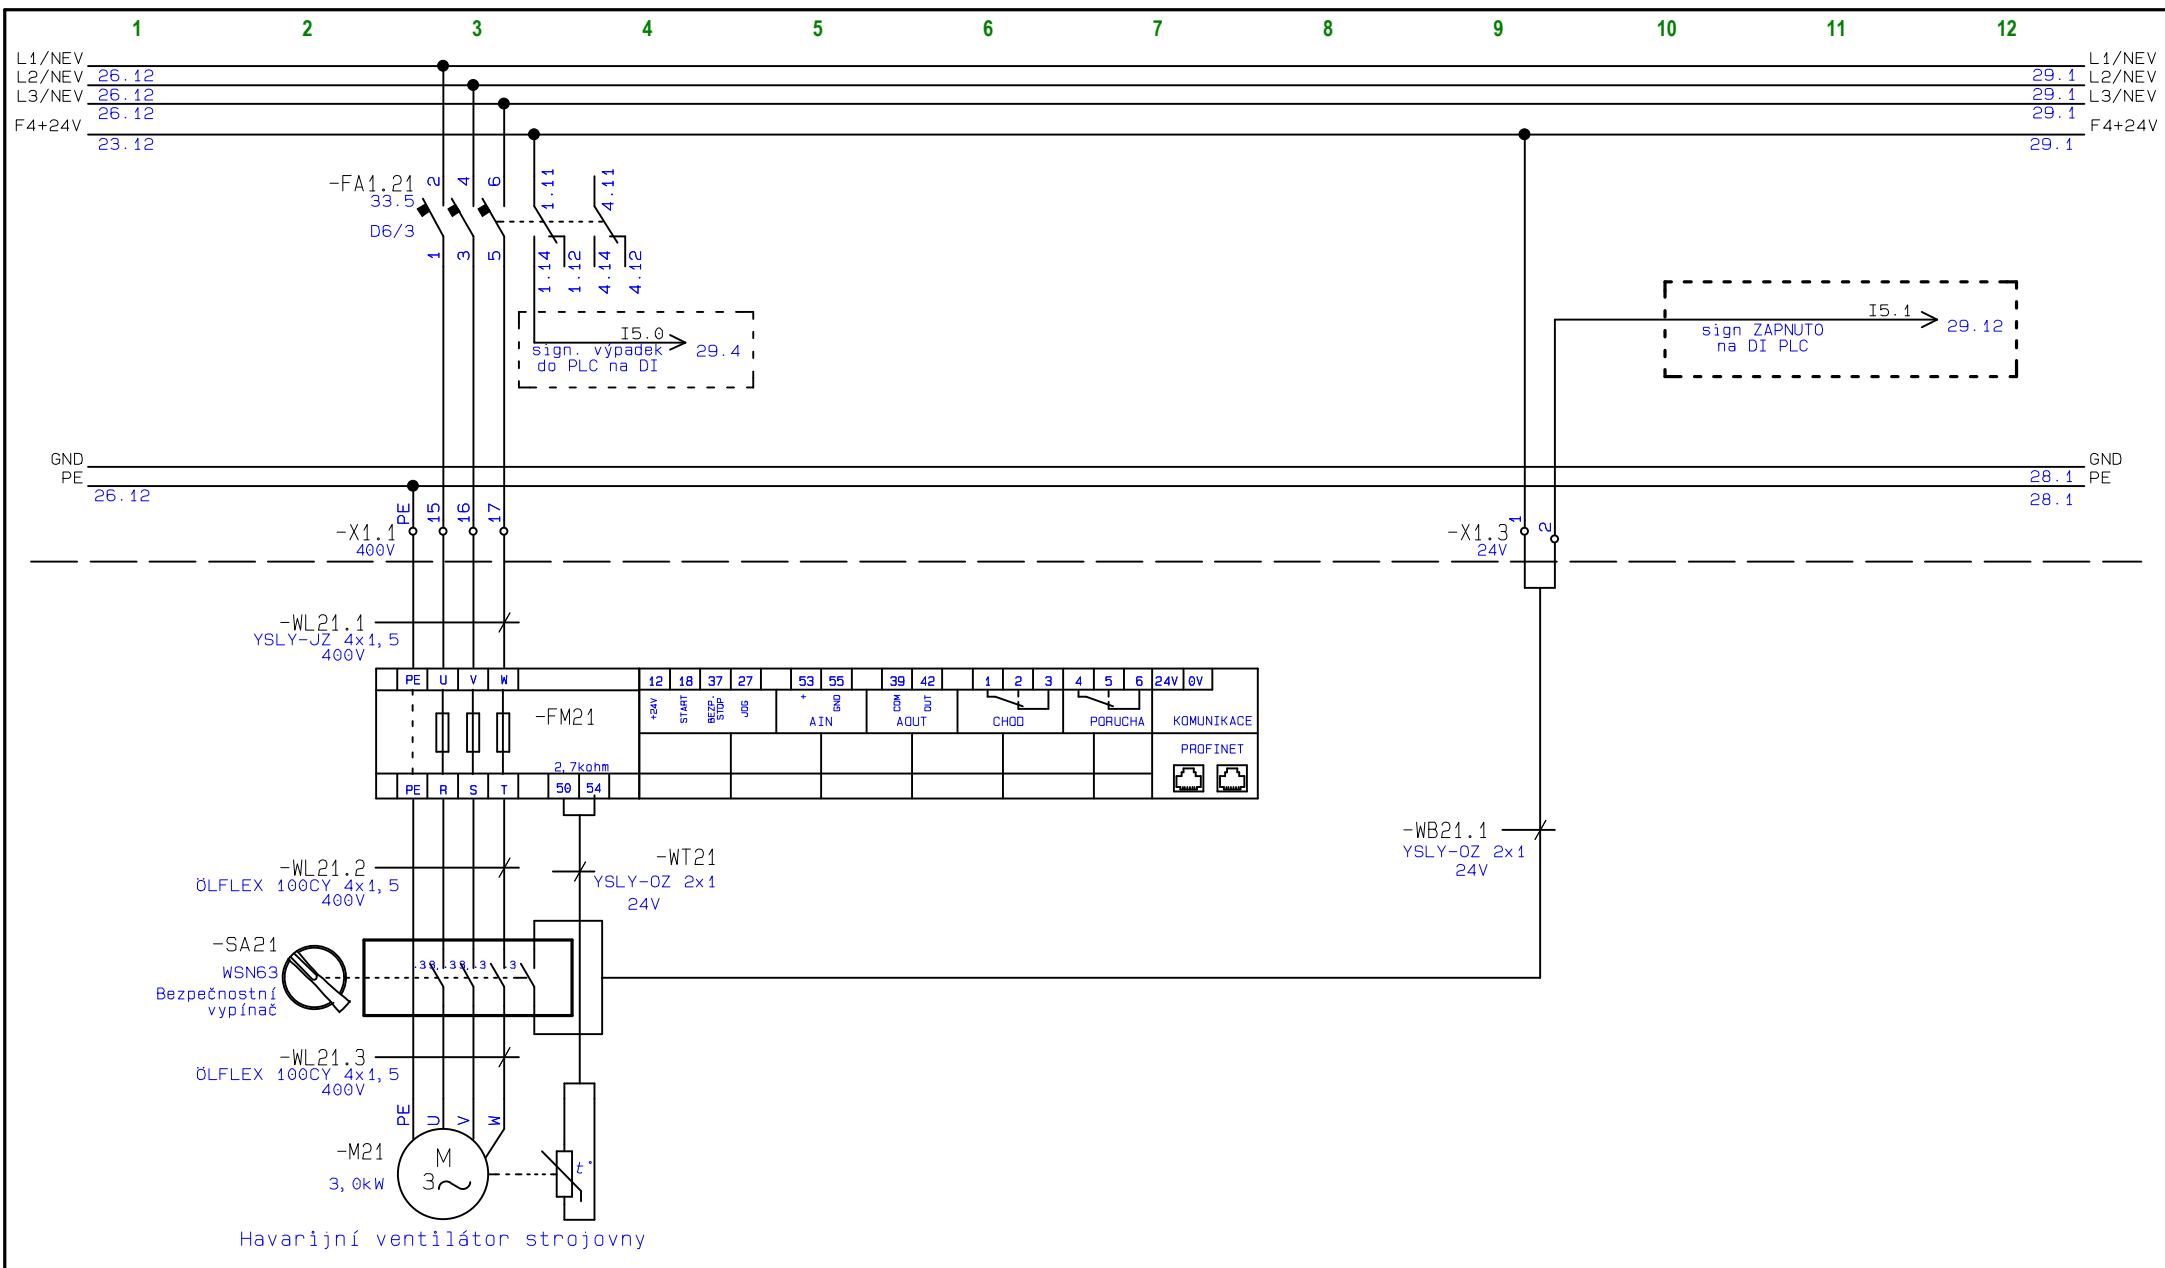 1 2 3 4 5 6 7 8 9 10 11 12
L1/NEV
L1/NEV
L2/NEV 26.12
29.1 L2/NEV
L3/NEV 26.12
29.1 L3/NEV
26.12
29.1
F4+24V
F4+24V
23.12
29.1
-FA1.21
33.5
D6/3
2 4 6 1.11 4.11
1 3 5 1.14 1.12 4.14 4.12
I5.0
sign. výpadek
do PLC na DI
29.4
I5.1
sign ZAPNUTO
na DI PLC
29.12
GND
GND
PE
28.1 PE
26.12
28.1
PE 15 16 17
-X1.1
400V
1 2
-X1.3
24V
-WL21.1
YSLY-JZ 4x1,5
400V
PE U V W 12 18 37 27 53 55 39 42 1 2 3 4 5 6 24V 0V
+24V START BEZP. STOP JOG + GND COM OUT
-FM21
AIN AOUT CHOD PORUCHA KOMUNIKACE
PROFINET
2,7kohm
PE R S T 50 54
-WL21.2
ÖLFLEX 100CY 4x1,5
400V
-WT21
YSLY-OZ 2x1
24V
-WB21.1
YSLY-OZ 2x1
24V
-SA21
WSN63
Bezpečnostní
vypínač
-WL21.3
ÖLFLEX 100CY 4x1,5
400V
PE U V W
-M21
3,0kW
M
3
t°
Havarijní ventilátor strojovny